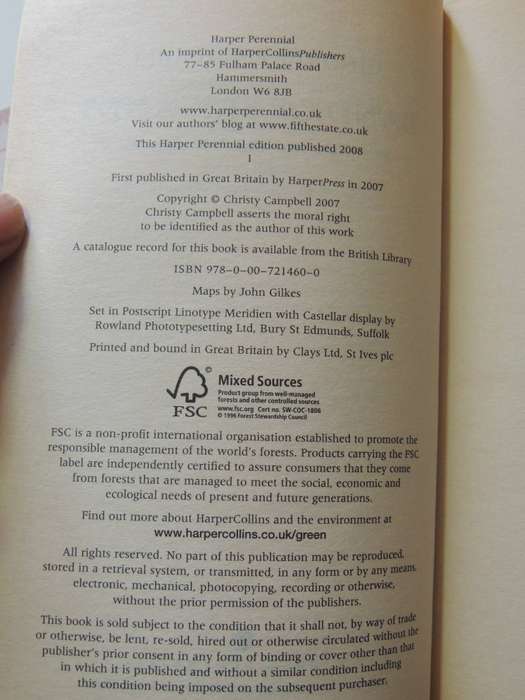 Harper Perennial
An imprint of HarperCollinsPublishers
77–85 Fulham Palace Road
Hammersmith
London W6 8JB
www.harperperennial.co.uk
Visit our authors' blog at www.fifthestate.co.uk
This Harper Perennial edition published 2008
1
First published in Great Britain by HarperPress in 2007
Copyright © Christy Campbell 2007
Christy Campbell asserts the moral right
to be identified as the author of this work
A catalogue record for this book is available from the British Library
ISBN 978-0-00-721460-0
Maps by John Gilkes
Set in Postscript Linotype Meridien with Castellar display by
Rowland Phototypesetting Ltd, Bury St Edmunds, Suffolk
Printed and bound in Great Britain by Clays Ltd, St Ives plc
©
FSC
Mixed Sources
Product group from well-managed
forests and other controlled sources
www.fsc.org Cert no. SW-COC-1806
© 1996 Forest Stewardship Council
FSC is a non-profit international organisation established to promote the
responsible management of the world's forests. Products carrying the FSC
label are independently certified to assure consumers that they come
from forests that are managed to meet the social, economic and
ecological needs of present and future generations.
Find out more about HarperCollins and the environment at
www.harpercollins.co.uk/green
All rights reserved. No part of this publication may be reproduced,
stored in a retrieval system, or transmitted, in any form or by any means,
electronic, mechanical, photocopying, recording or otherwise,
without the prior permission of the publishers.
This book is sold subject to the condition that it shall not, by way of trade
or otherwise, be lent, re-sold, hired out or otherwise circulated without the
publisher's prior consent in any form of binding or cover other than that
in which it is published and without a similar condition including
this condition being imposed on the subsequent purchaser.